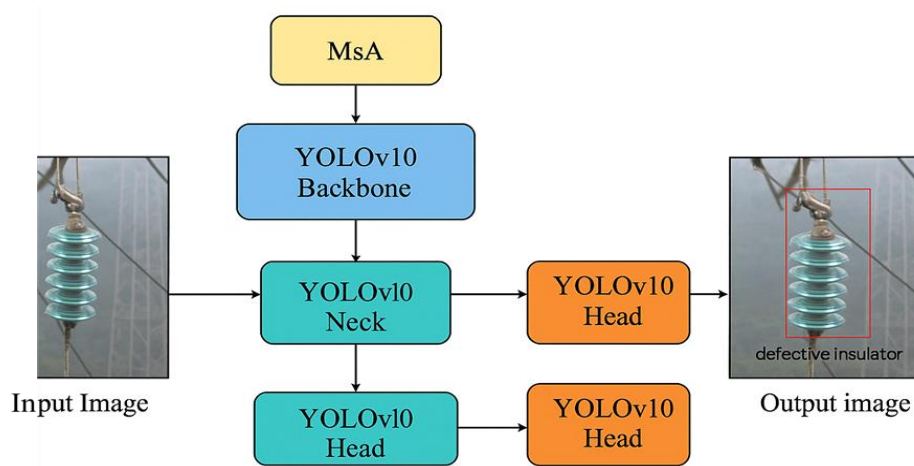 MsA
YOLOv10
Backbone
YOLOvl0
Neck
YOLOv10
Head
defective insulator
Input Image
Output image
YOLOvl0
Head
YOLOv10
Head